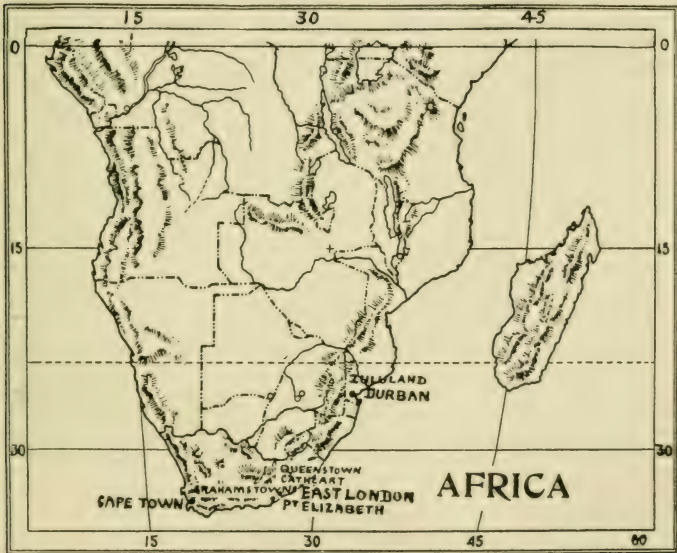 15 30 45
0 0
15 15
ZULULAND
DURBAN
30 30
QUEENSTOWN
CATHCART
GRAHAMSTOWN
EAST LONDON
CAPE TOWN
PT ELIZABETH
AFRICA
15 30 45 60